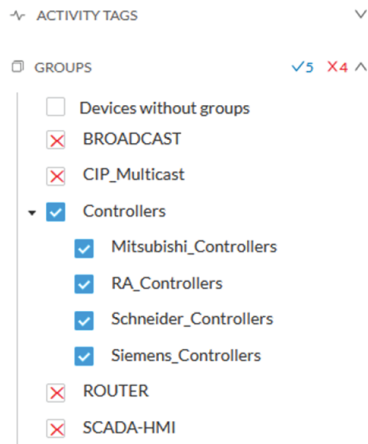 ACTIVITY TAGS
GROUPS 5 4
Devices without groups
BROADCAST
CIP_Multicast
Controllers
Mitsubishi_Controllers
RA_Controllers
Schneider_Controllers
Siemens_Controllers
ROUTER
SCADA-HMI